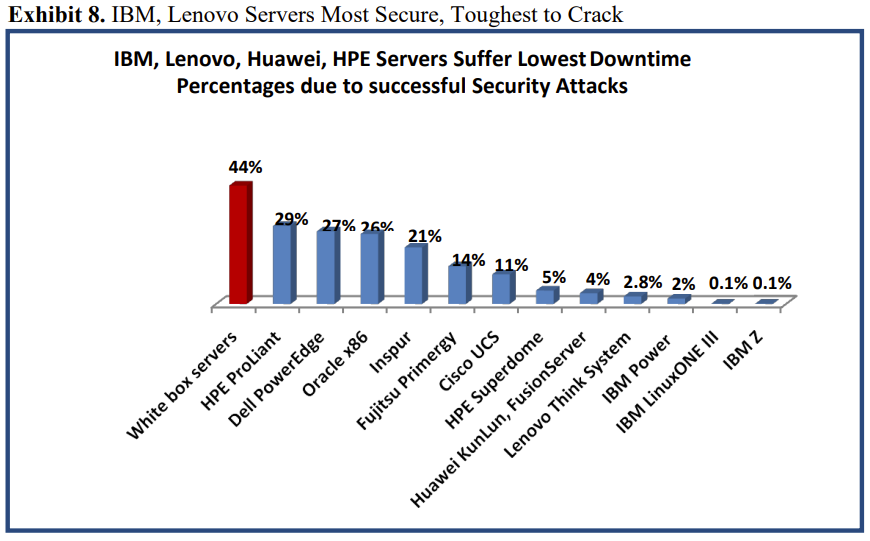 Exhibit 8. IBM, Lenovo Servers Most Secure, Toughest to Crack
IBM, Lenovo, Huawei, HPE Servers Suffer Lowest Downtime
Percentages due to successful Security Attacks
44%
29%
27%
26%
21%
14%
11%
5%
4%
2.8%
2%
0.1%
0.1%
White box servers
HPE ProLiant
Dell PowerEdge
Oracle x86
Inspur
Fujitsu Primergy
Cisco UCS
HPE Superdome
Huawei KunLun, FusionServer
Lenovo Think System
IBM Power
IBM LinuxONE III
IBM Z